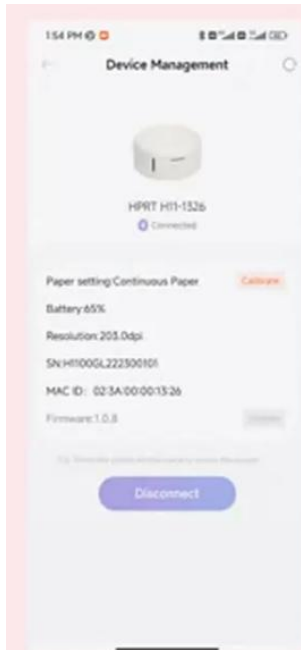 1:54 PM
Device Management
HPRT H11-1326
Connected
Paper setting:Continuous Paper Calibrate
Battery:65%
Resolution:203.0dpi
SN:H1100GL222300101
MAC ID: 02:3A:00:00:13:26
Firmware:1.0.8
Disconnect